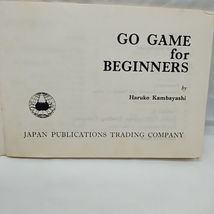 GO GAME
for
BEGINNERS
by
Haruko Kambayashi
JAPAN PUBLICATIONS TRADING COMPANY